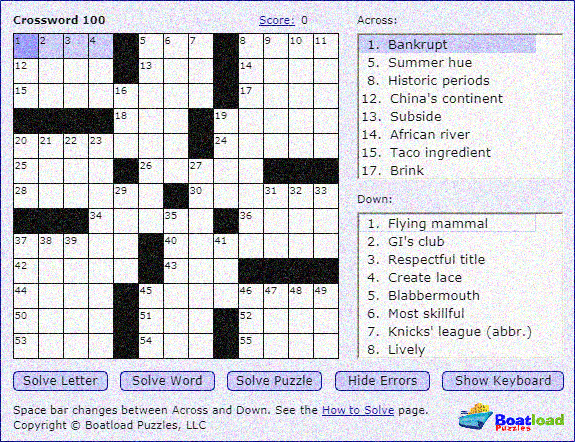 Crossword 100
Score: 0
1 2 3 4 5 6 7 8 9 10 11
12 13 14
15 16 17
18 19
20 21 22 23 24
25 26 27
28 29 30 31 32 33
34 35 36
37 38 39 40 41
42 43
44 45 46 47 48 49
50 51 52
53 54 55
Across:
1. Bankrupt
5. Summer hue
8. Historic periods
12. China's continent
13. Subside
14. African river
15. Taco ingredient
17. Brink
Down:
1. Flying mammal
2. GI's club
3. Respectful title
4. Create lace
5. Blabbermouth
6. Most skillful
7. Knicks' league (abbr.)
8. Lively
Solve Letter Solve Word Solve Puzzle Hide Errors Show Keyboard
Space bar changes between Across and Down. See the How to Solve page.
Copyright © Boatload Puzzles, LLC
Boatload
Puzzles